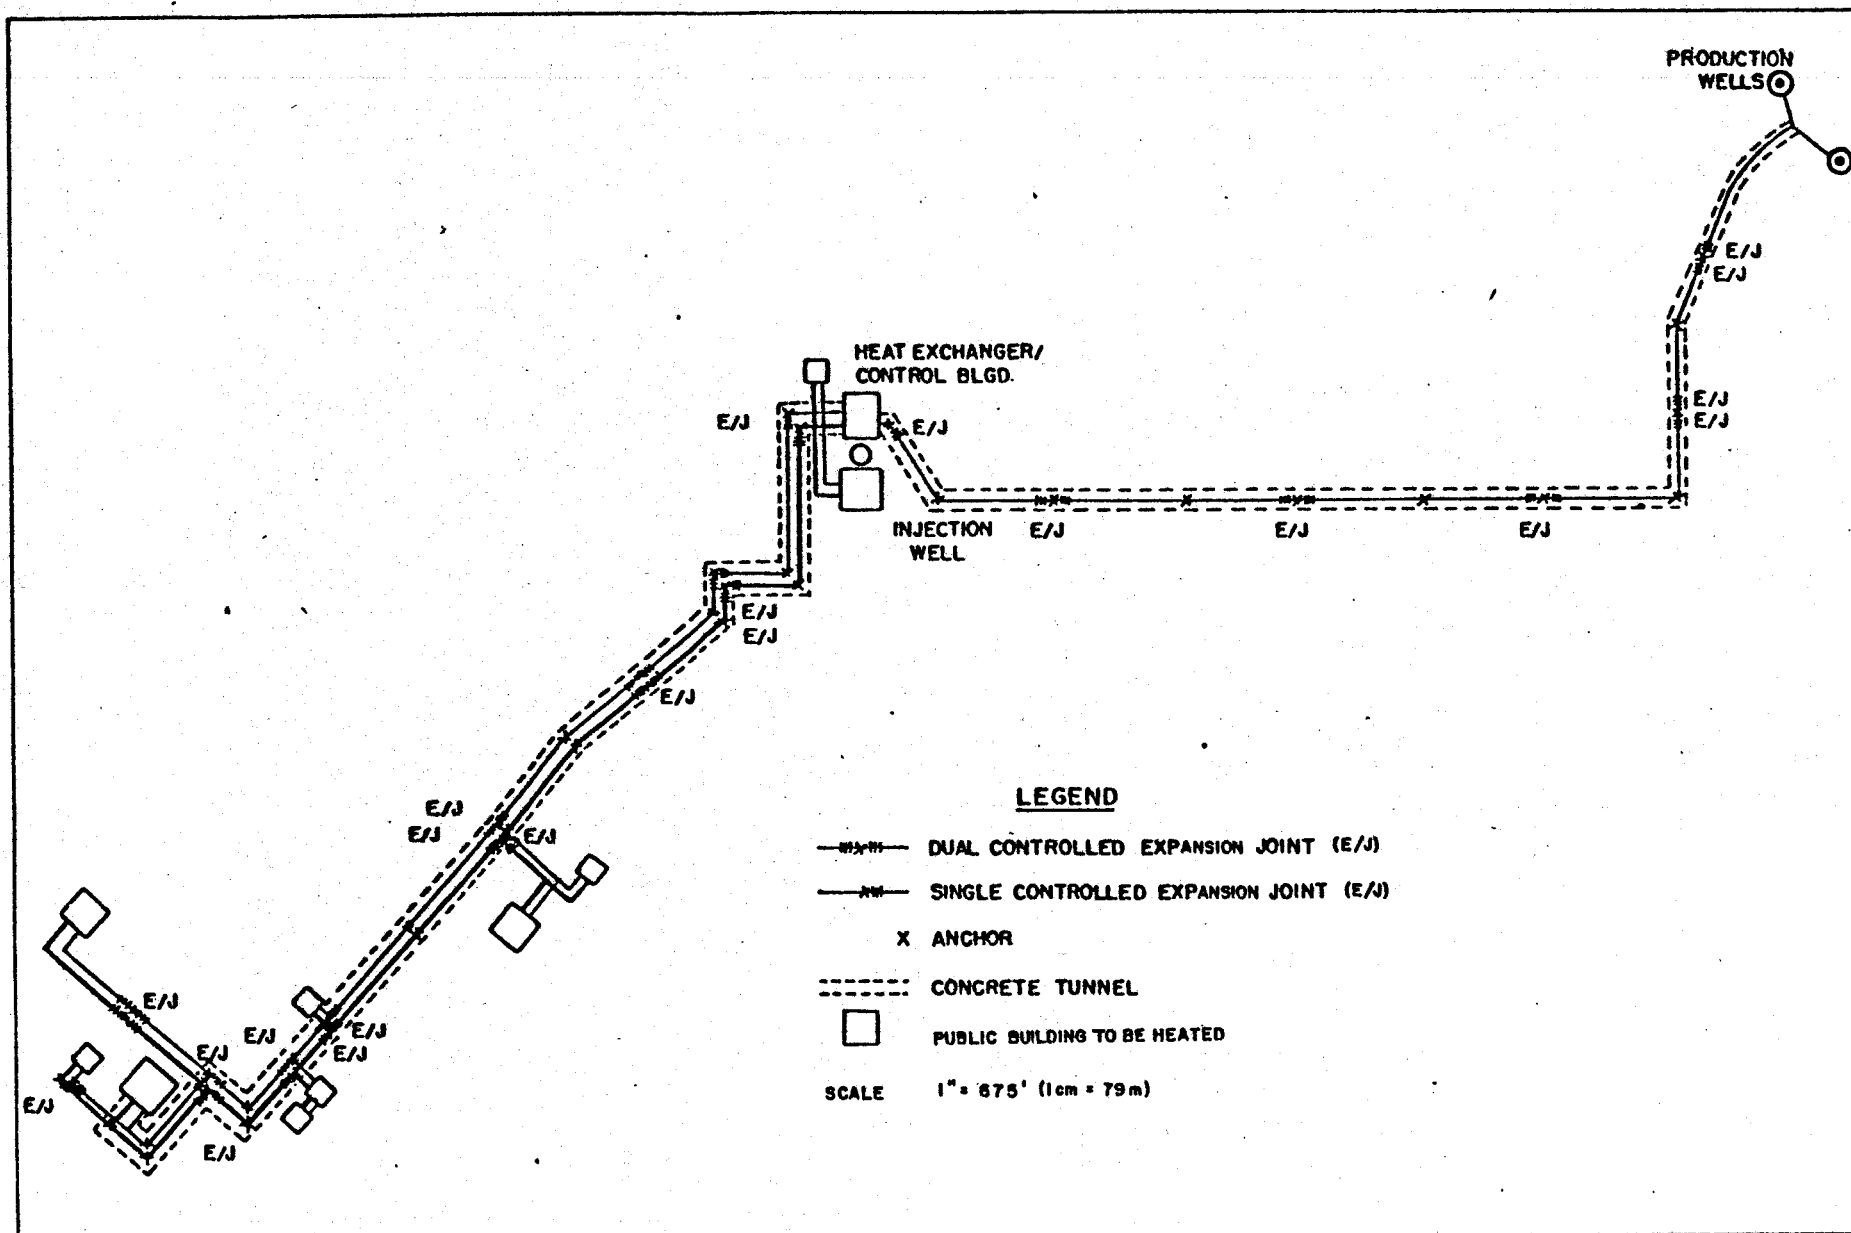 PRODUCTION
WELLS
E/J
E/J
HEAT EXCHANGER/
CONTROL BLGD.
E/J
E/J
E/J
E/J
INJECTION
WELL
E/J
E/J
E/J
E/J
E/J
E/J
E/J
E/J
E/J
LEGEND
DUAL CONTROLLED EXPANSION JOINT (E/J)
SINGLE CONTROLLED EXPANSION JOINT (E/J)
X ANCHOR
CONCRETE TUNNEL
PUBLIC BUILDING TO BE HEATED
SCALE 1" = 675' (1cm = 79m)
E/J
E/J
E/J
E/J
E/J
E/J
E/J